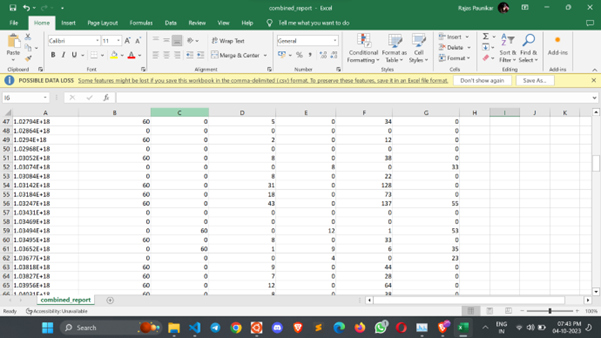 combined_report - Excel
Rajas Paunikar
File Home Insert Page Layout Formulas Data Review View Help Tell me what you want to do
Cut
Paste
Calibri 11
Wrap Text
Merge & Center
General
Conditional Formatting
Format as Table
Cell Styles
Insert
Delete
Format
Sort & Filter
Find & Select
Add-ins
Clipboard Font Alignment Number Styles Cells Editing Add-ins
POSSIBLE DATA LOSS Some features might be lost if you save this workbook in the comma-delimited (.csv) format. To preserve these features, save it in an Excel file format. Don't show again Save As...
I6 fx
A B C D E F G H I J K
47 1.02794E+18 60 0 5 0 34 0
48 1.02864E+18 0 0 0 0 0 0
49 1.0294E+18 60 0 2 0 12 0
50 1.02968E+18 0 0 0 0 0 0
51 1.03052E+18 60 0 8 0 38 0
52 1.03074E+18 0 0 0 8 0 33
53 1.03084E+18 60 0 8 0 22 0
54 1.03142E+18 60 0 31 0 128 0
55 1.03184E+18 60 0 18 0 73 0
56 1.03247E+18 60 0 43 0 137 55
57 1.03431E+18 0 0 0 0 0 0
58 1.03469E+18 0 0 0 0 0 0
59 1.03494E+18 0 60 0 12 1 53
60 1.03495E+18 60 0 8 0 33 0
61 1.03652E+18 60 60 1 9 6 35
62 1.03677E+18 0 0 0 4 0 23
63 1.03818E+18 60 0 9 0 44 0
64 1.03827E+18 60 0 7 0 28 0
65 1.03956E+18 60 0 12 0 64 0
66 1.04031E+18 60 0 8 0 38 0
combined_report
Ready Accessibility: Unavailable 100%
Search
ENG
IN
07:43 PM
04-10-2023